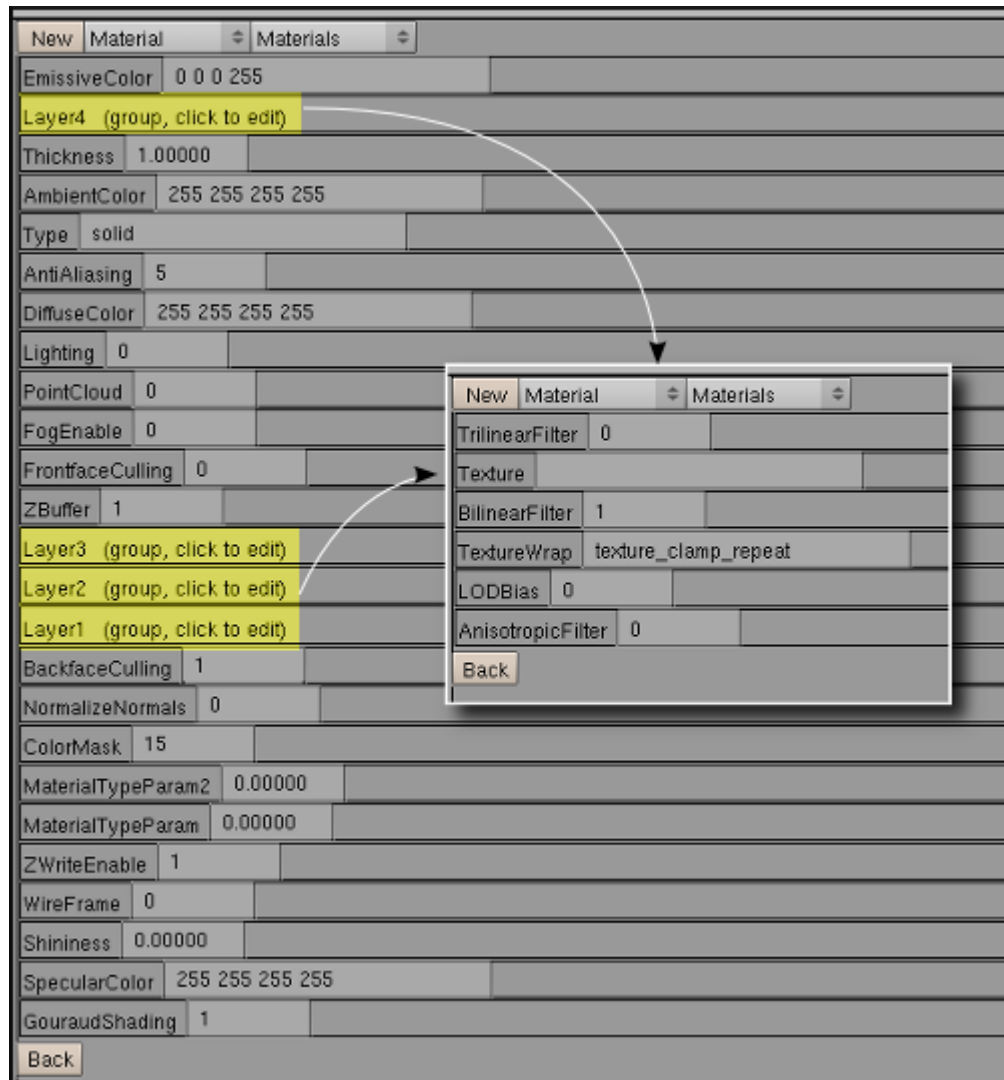 New Material Materials
EmissiveColor 0 0 0 255
Layer4 (group, click to edit)
Thickness 1.00000
AmbientColor 255 255 255 255
Type solid
AntiAliasing 5
DiffuseColor 255 255 255 255
Lighting 0
PointCloud 0
FogEnable 0
FrontfaceCulling 0
ZBuffer 1
Layer3 (group, click to edit)
Layer2 (group, click to edit)
Layer1 (group, click to edit)
BackfaceCulling 1
NormalizeNormals 0
ColorMask 15
MaterialTypeParam2 0.00000
MaterialTypeParam 0.00000
ZWriteEnable 1
WireFrame 0
Shininess 0.00000
SpecularColor 255 255 255 255
GouraudShading 1
Back
New Material Materials
TrilinearFilter 0
Texture
BilinearFilter 1
TextureWrap texture_clamp_repeat
LODBias 0
AnisotropicFilter 0
Back